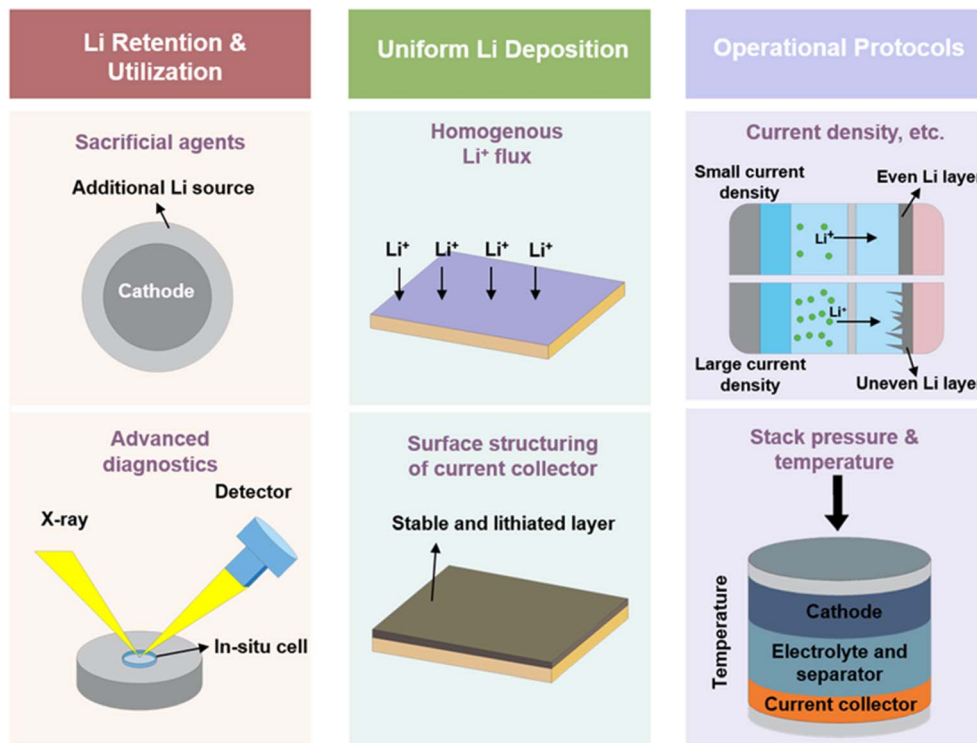 Li Retention &
Utilization
Uniform Li Deposition
Operational Protocols
Sacrificial agents
Additional Li source
Cathode
Homogenous
Li⁺ flux
Li⁺ Li⁺ Li⁺ Li⁺
Current density, etc.
Small current
density
Even Li layer
Li⁺
Li⁺
Large current
density
Uneven Li layer
Advanced
diagnostics
Detector
X-ray
In-situ cell
Surface structuring
of current collector
Stable and lithiated layer
Stack pressure &
temperature
Temperature
Cathode
Electrolyte and
separator
Current collector